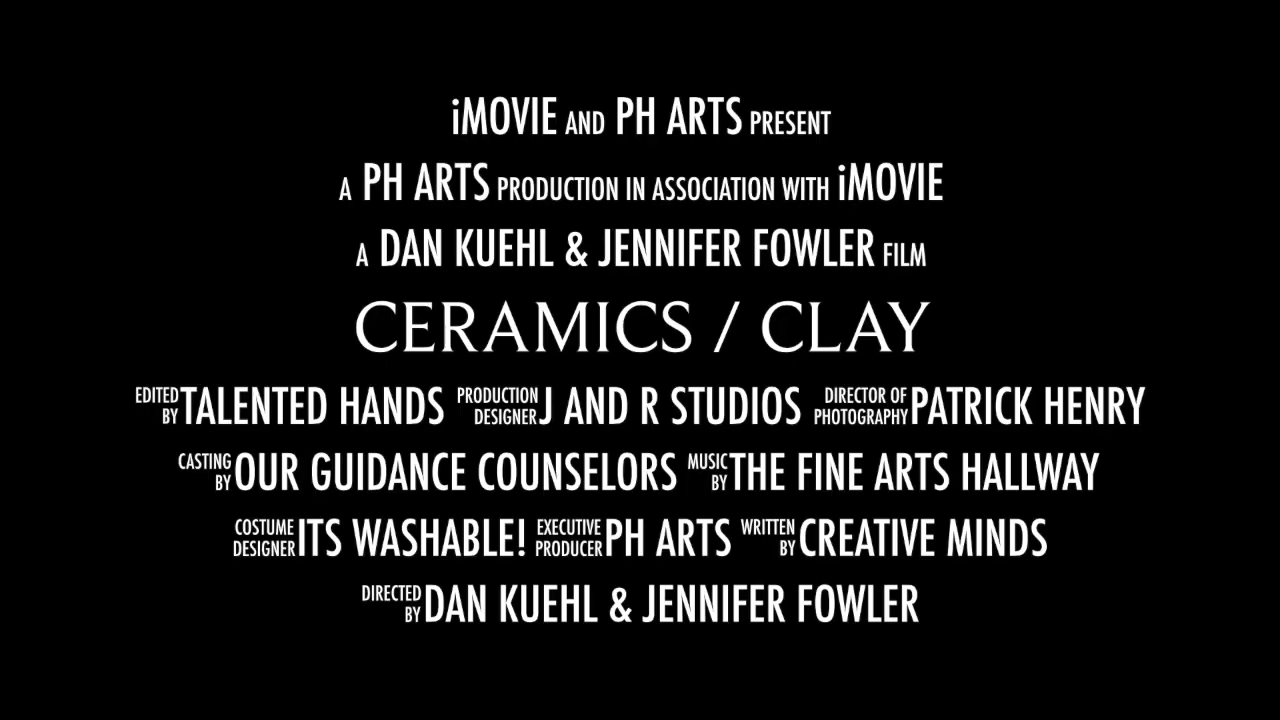 iMOVIE AND PH ARTS PRESENT
A PH ARTS PRODUCTION IN ASSOCIATION WITH iMOVIE
A DAN KUEHL & JENNIFER FOWLER FILM
CERAMICS / CLAY
EDITED BY TALENTED HANDS PRODUCTION DESIGNER J AND R STUDIOS DIRECTOR OF PHOTOGRAPHY PATRICK HENRY
CASTING BY OUR GUIDANCE COUNSELORS MUSIC BY THE FINE ARTS HALLWAY
COSTUME DESIGNER ITS WASHABLE! EXECUTIVE PRODUCER PH ARTS WRITTEN BY CREATIVE MINDS
DIRECTED BY DAN KUEHL & JENNIFER FOWLER